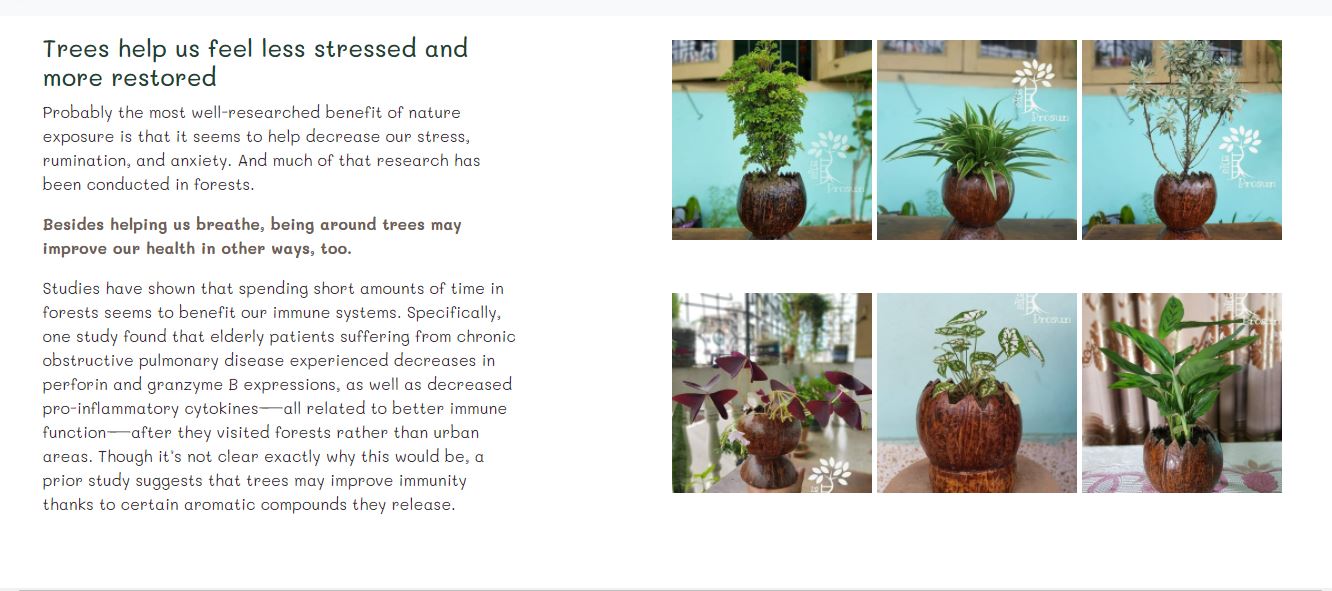 Trees help us feel less stressed and
more restored
Probably the most well-researched benefit of nature
exposure is that it seems to help decrease our stress,
rumination, and anxiety. And much of that research has
been conducted in forests.
Besides helping us breathe, being around trees may
improve our health in other ways, too.
Studies have shown that spending short amounts of time in
forests seems to benefit our immune systems. Specifically,
one study found that elderly patients suffering from chronic
obstructive pulmonary disease experienced decreases in
perforin and granzyme B expressions, as well as decreased
pro-inflammatory cytokines—all related to better immune
function—after they visited forests rather than urban
areas. Though it's not clear exactly why this would be, a
prior study suggests that trees may improve immunity
thanks to certain aromatic compounds they release.
Prosun
Prosun
Prosun
Prosun
Prosun